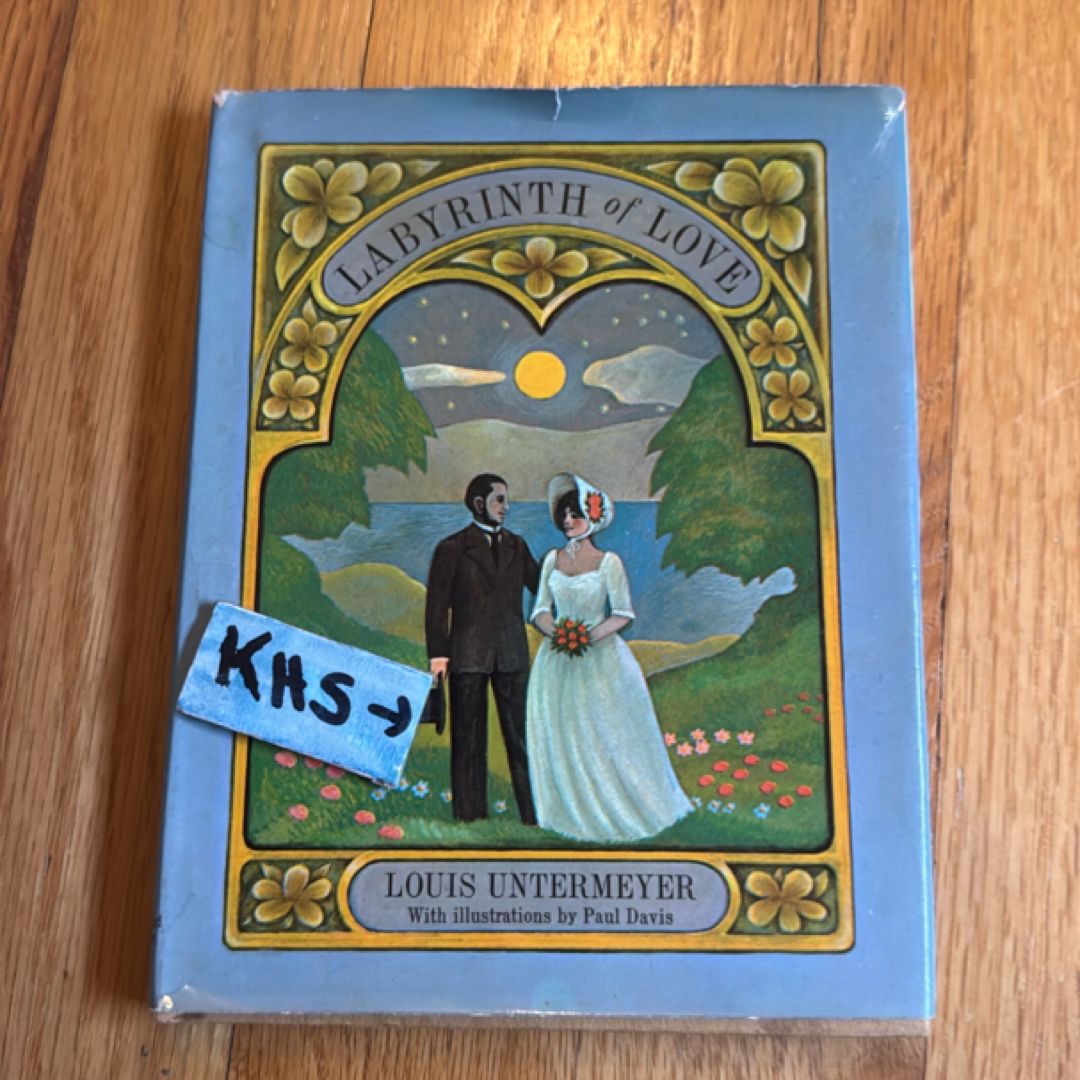 LABYRINTH of LOVE
KHS →
LOUIS UNTERMEYER
With illustrations by Paul Davis